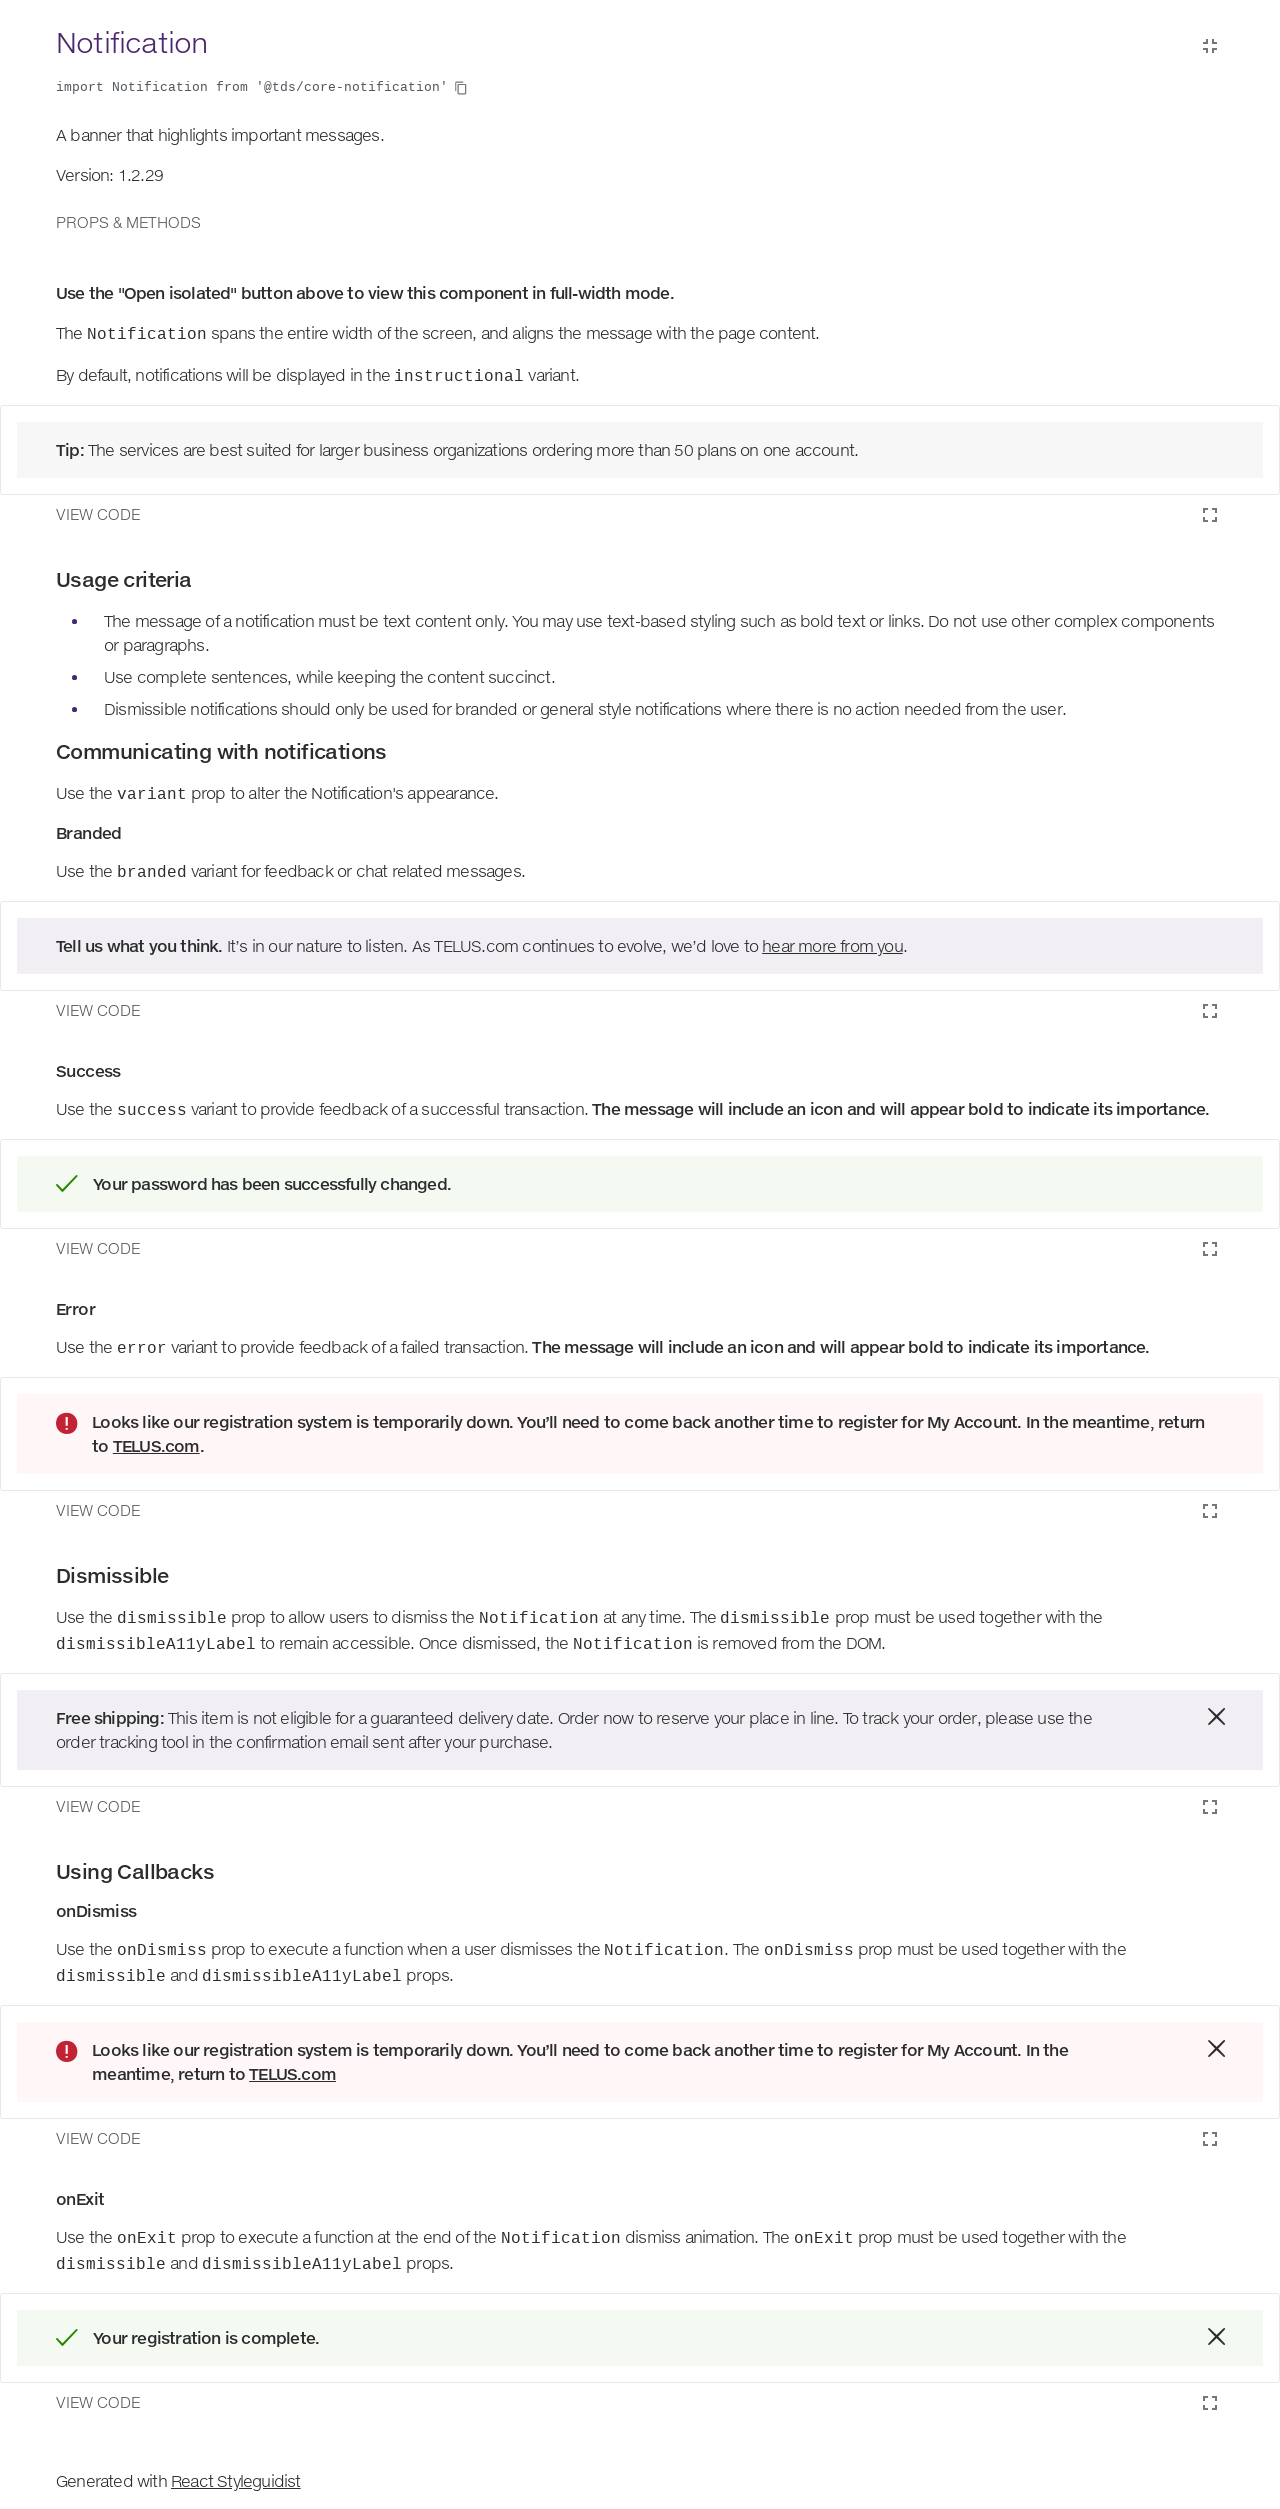 Notification
import Notification from '@tds/core-notification'
A banner that highlights important messages.
Version: 1.2.29
PROPS & METHODS
Use the "Open isolated" button above to view this component in full-width mode.
The Notification spans the entire width of the screen, and aligns the message with the page content.
By default, notifications will be displayed in the instructional variant.
Tip: The services are best suited for larger business organizations ordering more than 50 plans on one account.
VIEW CODE
Usage criteria
• The message of a notification must be text content only. You may use text-based styling such as bold text or links. Do not use other complex components
or paragraphs.
• Use complete sentences, while keeping the content succinct.
• Dismissible notifications should only be used for branded or general style notifications where there is no action needed from the user.
Communicating with notifications
Use the variant prop to alter the Notification's appearance.
Branded
Use the branded variant for feedback or chat related messages.
Tell us what you think. It’s in our nature to listen. As TELUS.com continues to evolve, we’d love to hear more from you.
VIEW CODE
Success
Use the success variant to provide feedback of a successful transaction. The message will include an icon and will appear bold to indicate its importance.
Your password has been successfully changed.
VIEW CODE
Error
Use the error variant to provide feedback of a failed transaction. The message will include an icon and will appear bold to indicate its importance.
Looks like our registration system is temporarily down. You’ll need to come back another time to register for My Account. In the meantime, return
to TELUS.com.
VIEW CODE
Dismissible
Use the dismissible prop to allow users to dismiss the Notification at any time. The dismissible prop must be used together with the
dismissibleA11yLabel to remain accessible. Once dismissed, the Notification is removed from the DOM.
Free shipping: This item is not eligible for a guaranteed delivery date. Order now to reserve your place in line. To track your order, please use the
order tracking tool in the confirmation email sent after your purchase.
VIEW CODE
Using Callbacks
onDismiss
Use the onDismiss prop to execute a function when a user dismisses the Notification. The onDismiss prop must be used together with the
dismissible and dismissibleA11yLabel props.
Looks like our registration system is temporarily down. You’ll need to come back another time to register for My Account. In the
meantime, return to TELUS.com
VIEW CODE
onExit
Use the onExit prop to execute a function at the end of the Notification dismiss animation. The onExit prop must be used together with the
dismissible and dismissibleA11yLabel props.
Your registration is complete.
VIEW CODE
Generated with React Styleguidist